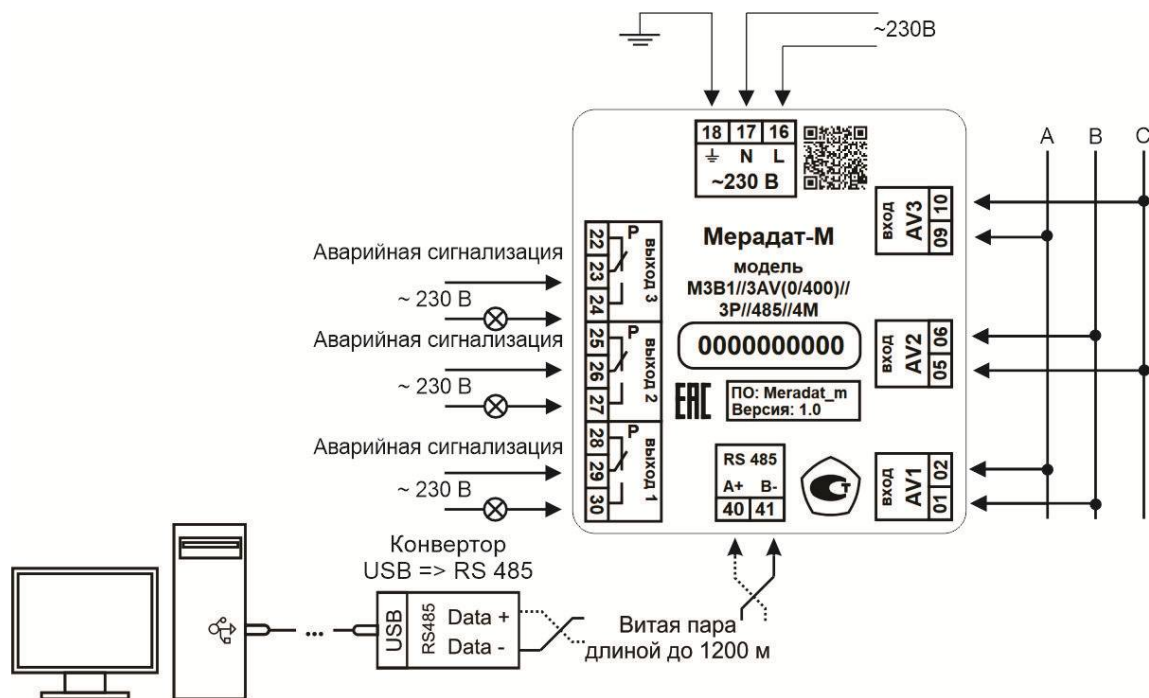 ~230В
18 17 16
N L
~230 В
A B C
вход AV3 09 10
Мерадат-М
модель
М3В1//3AV(0/400)//
3Р//485//4М
0000000000
ПО: Meradat_m
Версия: 1.0
EAC
Аварийная сигнализация
~ 230 В
22 23 24
Р
выход 3
Аварийная сигнализация
~ 230 В
25 26 27
Р
выход 2
Аварийная сигнализация
~ 230 В
28 29 30
Р
выход 1
вход AV2 05 06
вход AV1 01 02
RS 485
A+ B-
40 41
СТ
Конвертор
USB => RS 485
USB
RS485
Data +
Data -
...
Витая пара
длиной до 1200 м